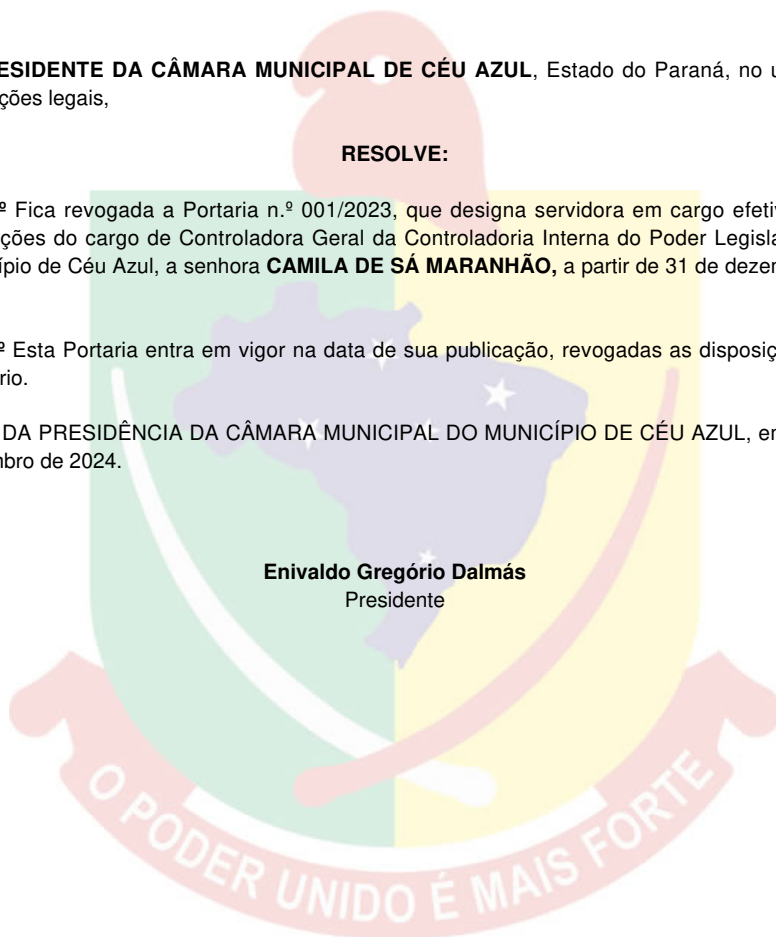 ESIDENTE DA CÂMARA MUNICIPAL DE CÉU AZUL, Estado do Paraná, no u
ções legais,
RESOLVE:
º Fica revogada a Portaria n.º 001/2023, que designa servidora em cargo efetiv
ções do cargo de Controladora Geral da Controladoria Interna do Poder Legisla
ípio de Céu Azul, a senhora CAMILA DE SÁ MARANHÃO, a partir de 31 de dezem
º Esta Portaria entra em vigor na data de sua publicação, revogadas as disposiç
rio.
DA PRESIDÊNCIA DA CÂMARA MUNICIPAL DO MUNICÍPIO DE CÉU AZUL, em
mbro de 2024.
Enivaldo Gregório Dalmás
Presidente
O PODER UNIDO É MAIS FORTE